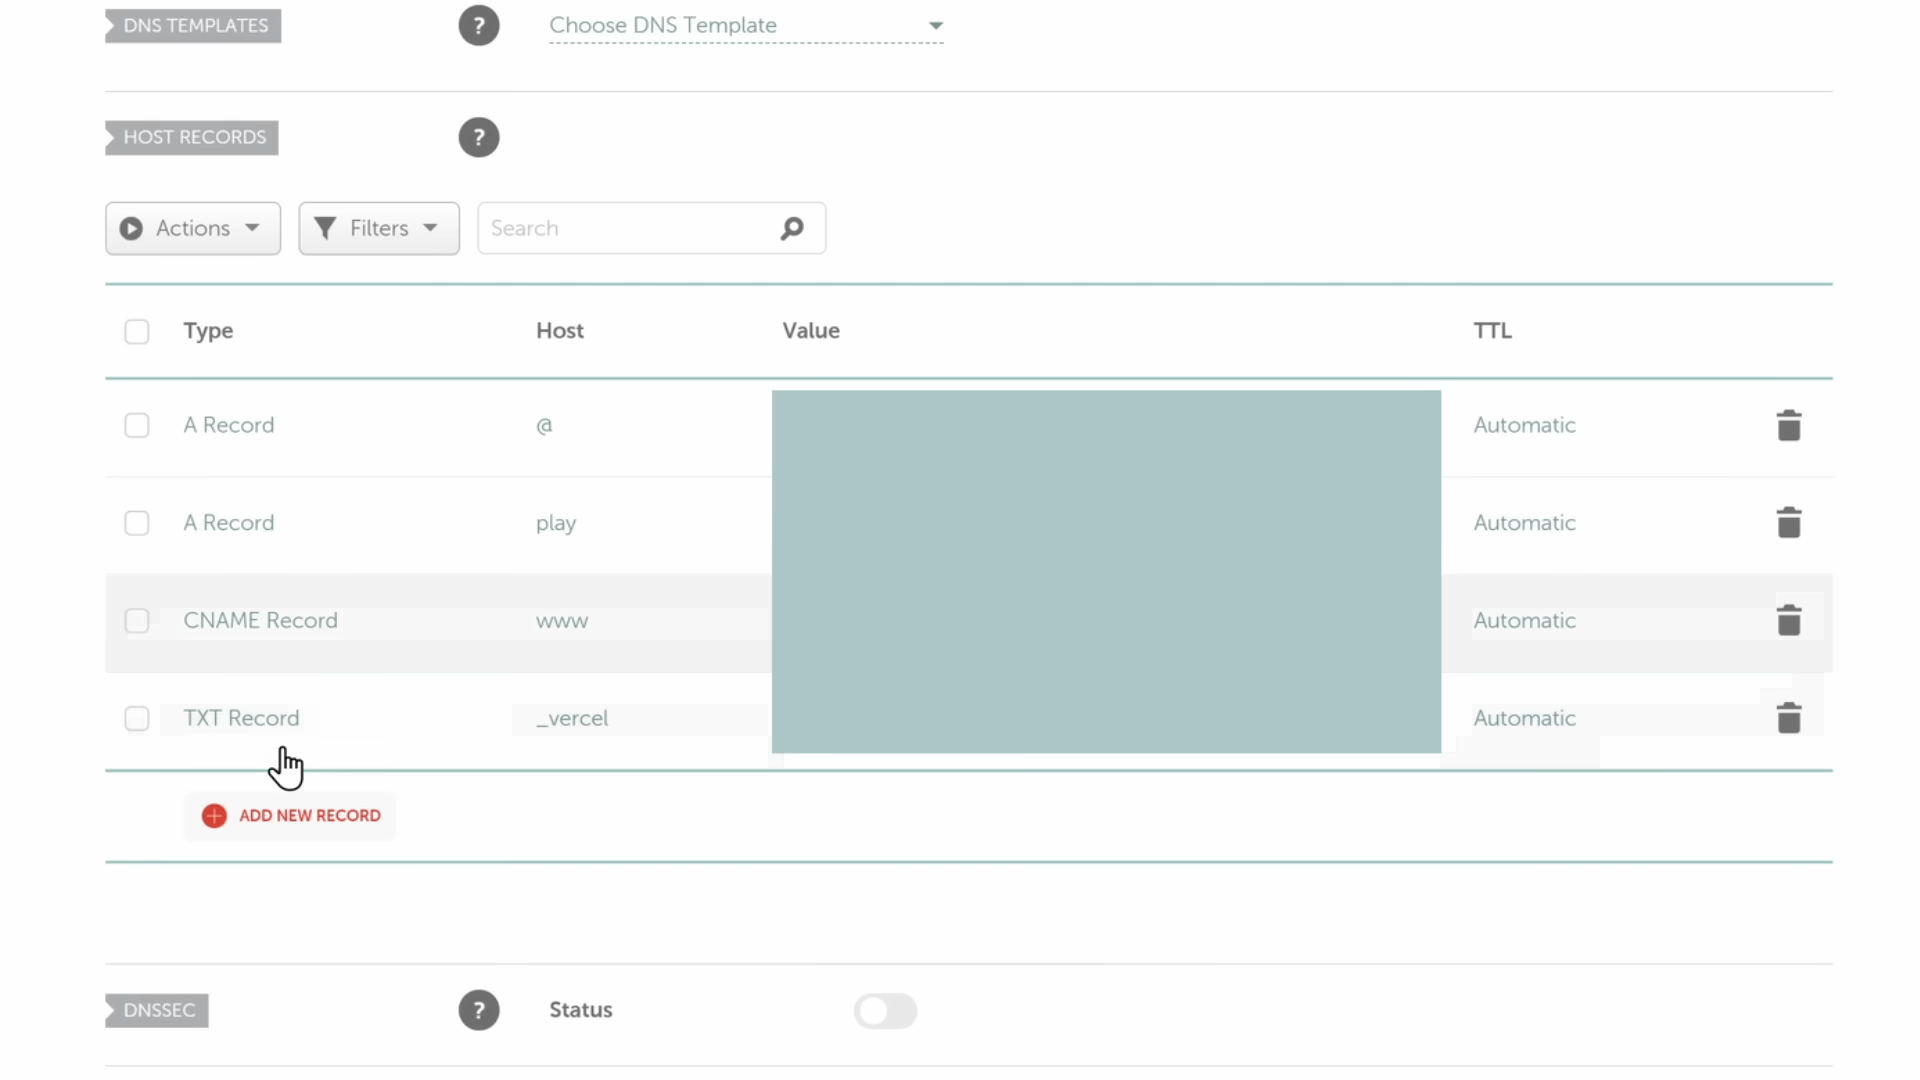 DNS TEMPLATES ? Choose DNS Template
HOST RECORDS ?
Actions Filters Search
Type Host Value TTL
A Record @ Automatic
A Record play Automatic
CNAME Record www Automatic
TXT Record _vercel Automatic
ADD NEW RECORD
DNSSEC ? Status